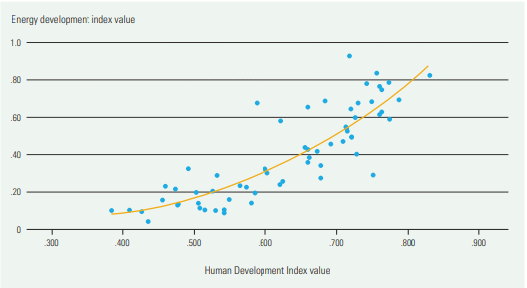 Energy development index value
1.0
.80
.60
.40
.20
0
.300 .400 .500 .600 .700 .800 .900
Human Development Index value